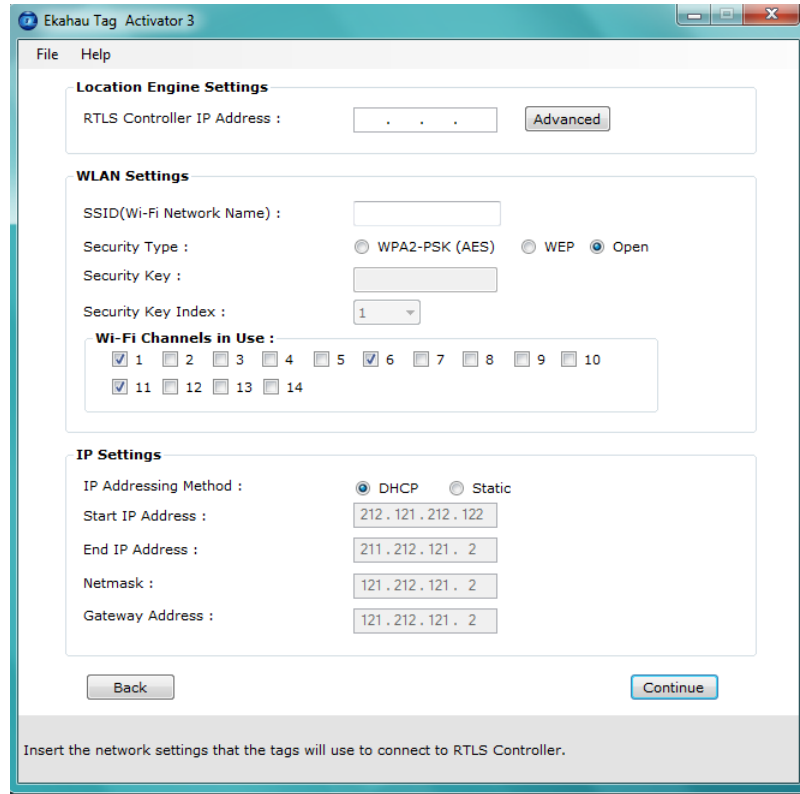 Ekahau Tag Activator 3
File Help
Location Engine Settings
RTLS Controller IP Address : . . . Advanced
WLAN Settings
SSID(Wi-Fi Network Name) :
Security Type : WPA2-PSK (AES) WEP Open
Security Key :
Security Key Index : 1
Wi-Fi Channels in Use :
1 2 3 4 5 6 7 8 9 10
11 12 13 14
IP Settings
IP Addressing Method : DHCP Static
Start IP Address : 212 . 121 . 212 . 122
End IP Address : 211 . 212 . 121 . 2
Netmask : 121 . 212 . 121 . 2
Gateway Address : 121 . 212 . 121 . 2
Back Continue
Insert the network settings that the tags will use to connect to RTLS Controller.